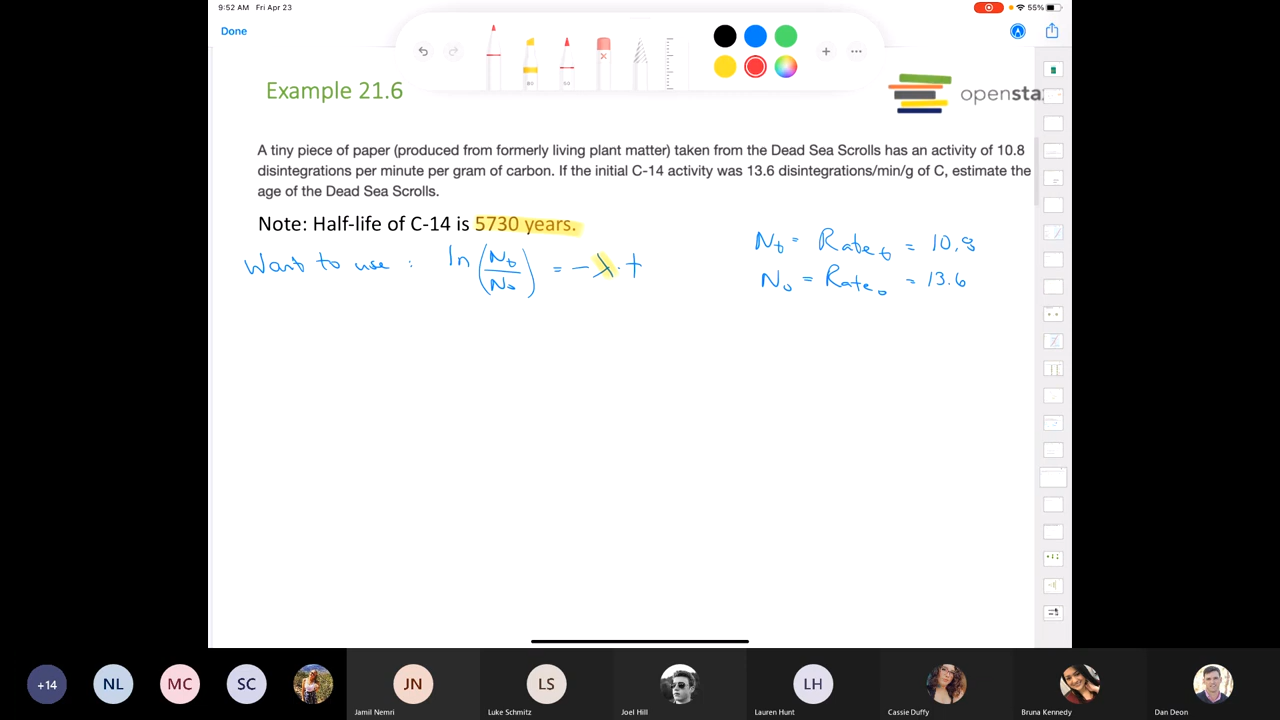 9:52 AM Fri Apr 23
55%
Done
Example 21.6
opensta
A tiny piece of paper (produced from formerly living plant matter) taken from the Dead Sea Scrolls has an activity of 10.8
disintegrations per minute per gram of carbon. If the initial C-14 activity was 13.6 disintegrations/min/g of C, estimate the
age of the Dead Sea Scrolls.
Note: Half-life of C-14 is 5730 years.
Want to use : ln (Nt/N₀) = -λ·t
Nt = Ratet = 10.8
N₀ = Rate₀ = 13.6
+14
NL
MC
SC
JN
LS
LH
Jamil Nemri
Luke Schmitz
Joel Hill
Lauren Hunt
Cassie Duffy
Bruna Kennedy
Dan Deon